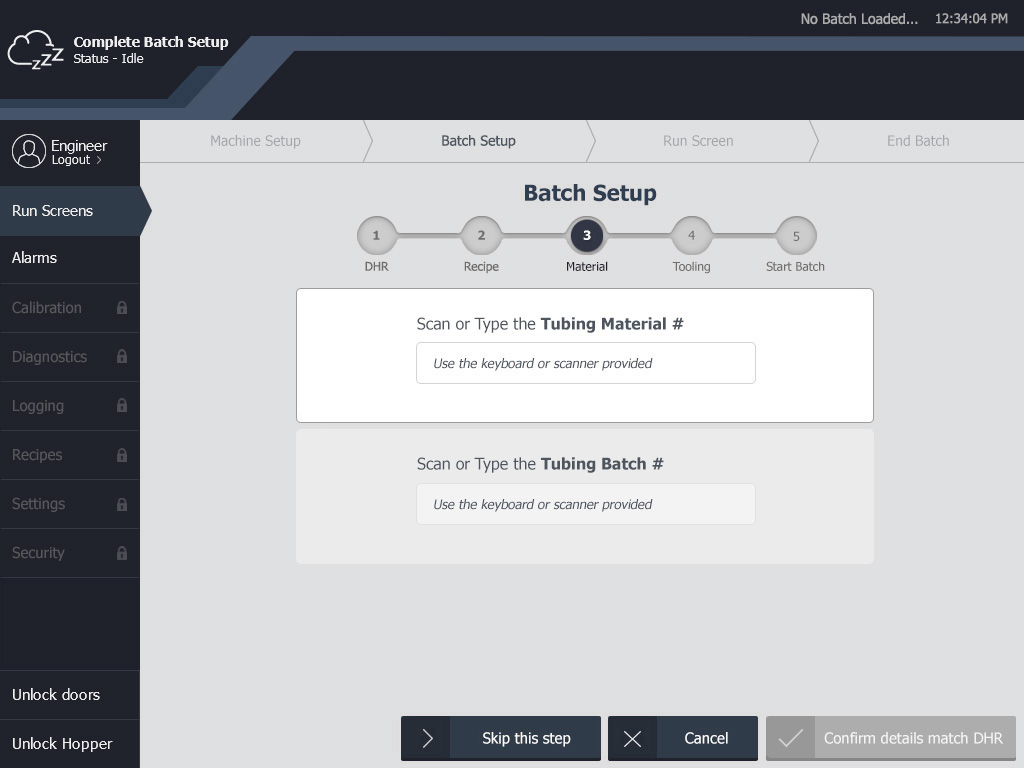 No Batch Loaded... 12:34:04 PM
Complete Batch Setup
Status - Idle
Engineer
Logout >
Machine Setup
Batch Setup
Run Screen
End Batch
Run Screens
Alarms
Calibration
Diagnostics
Logging
Recipes
Settings
Security
Unlock doors
Unlock Hopper
Batch Setup
1 2 3 4 5
DHR Recipe Material Tooling Start Batch
Scan or Type the Tubing Material #
Use the keyboard or scanner provided
Scan or Type the Tubing Batch #
Use the keyboard or scanner provided
Skip this step
Cancel
Confirm details match DHR